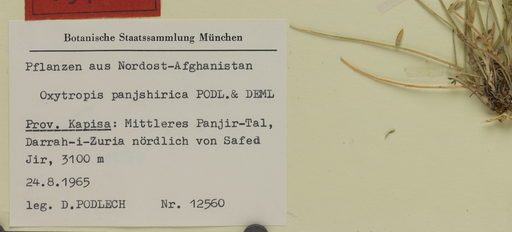 Botanische Staatssammlung München
Pflanzen aus Nordost-Afghanistan
Oxytropis panjshirica PODL.& DEML
Prov. Kapisa: Mittleres Panjir-Tal,
Darrah-i-Zuria nördlich von Safed
Jir, 3100 m
24.8.1965
leg. D.PODLECH Nr. 12560